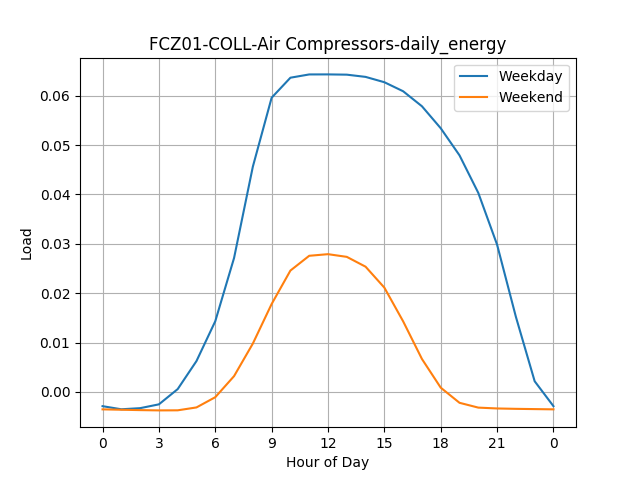 FCZ01-COLL-Air Compressors-daily_energy
Weekday
Weekend
0.06
0.05
0.04
0.03
0.02
0.01
0.00
Load
0 3 6 9 12 15 18 21 0
Hour of Day